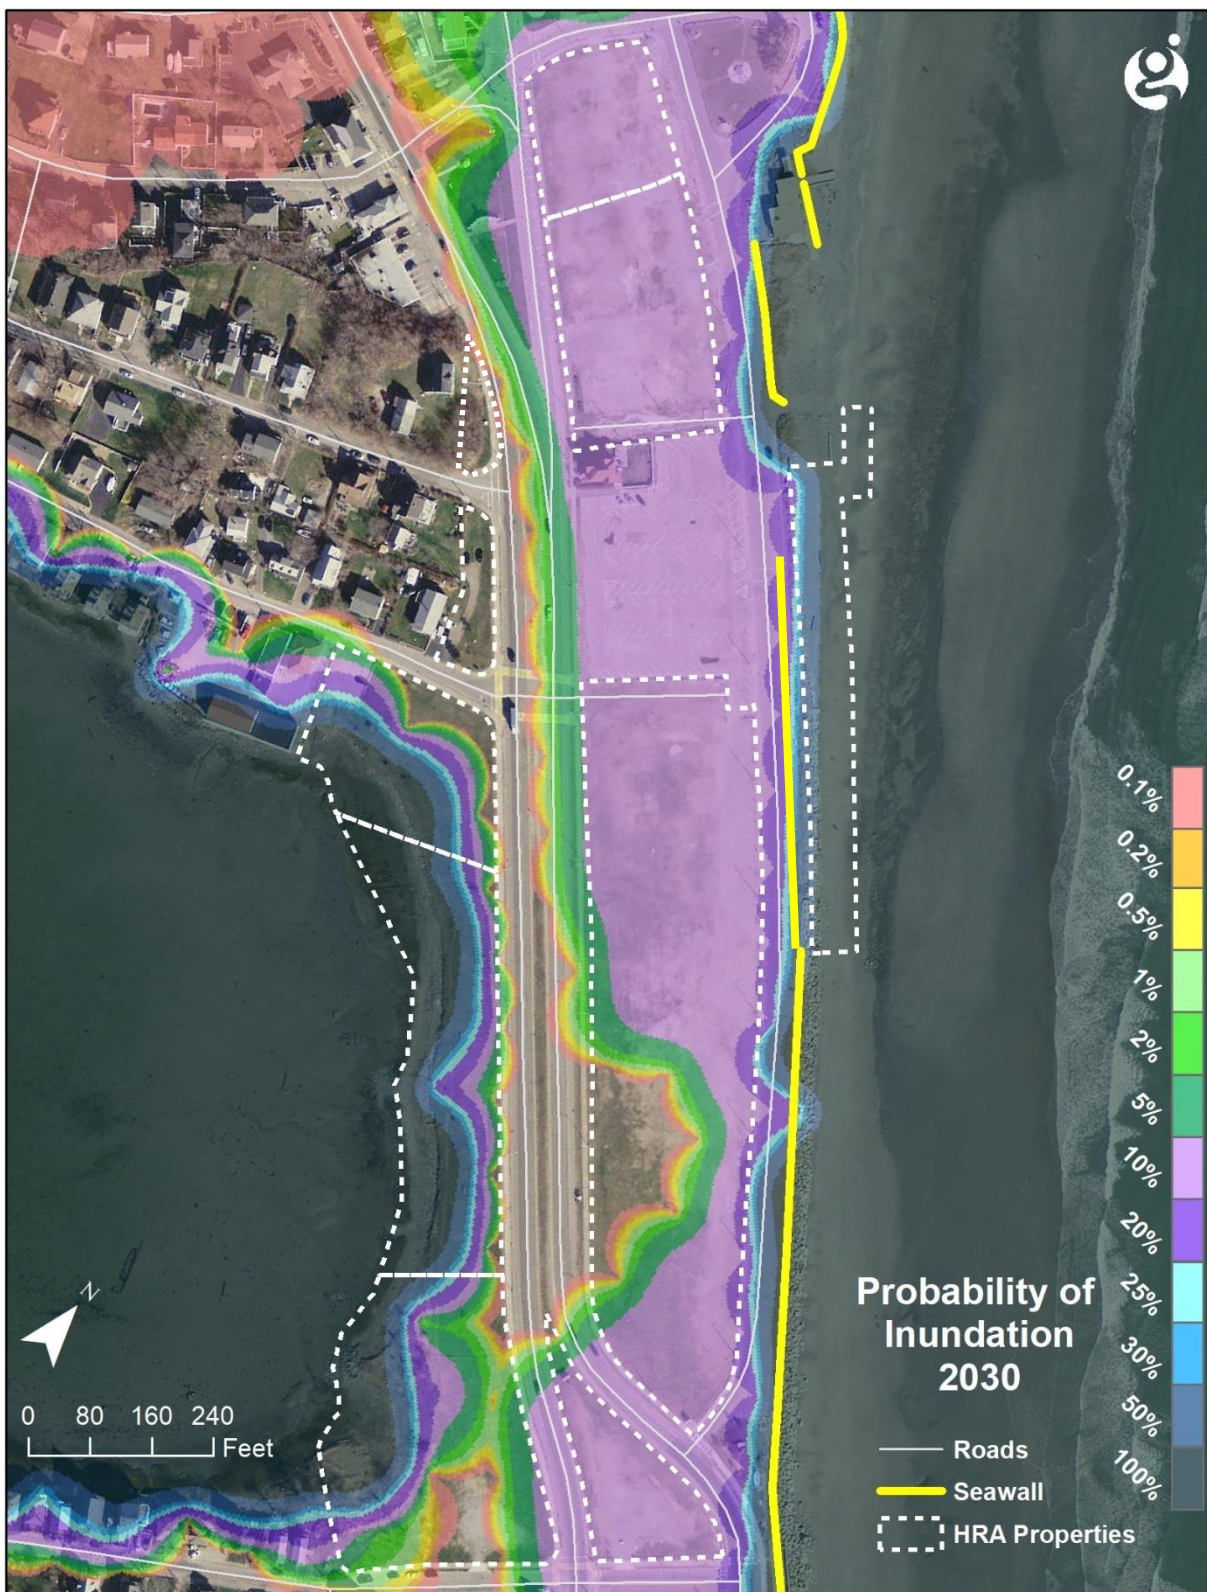 0.1%
0.2%
0.5%
1%
2%
5%
10%
20%
25%
30%
50%
100%
Probability of
Inundation
2030
Roads
Seawall
HRA Properties
N
0 80 160 240
Feet